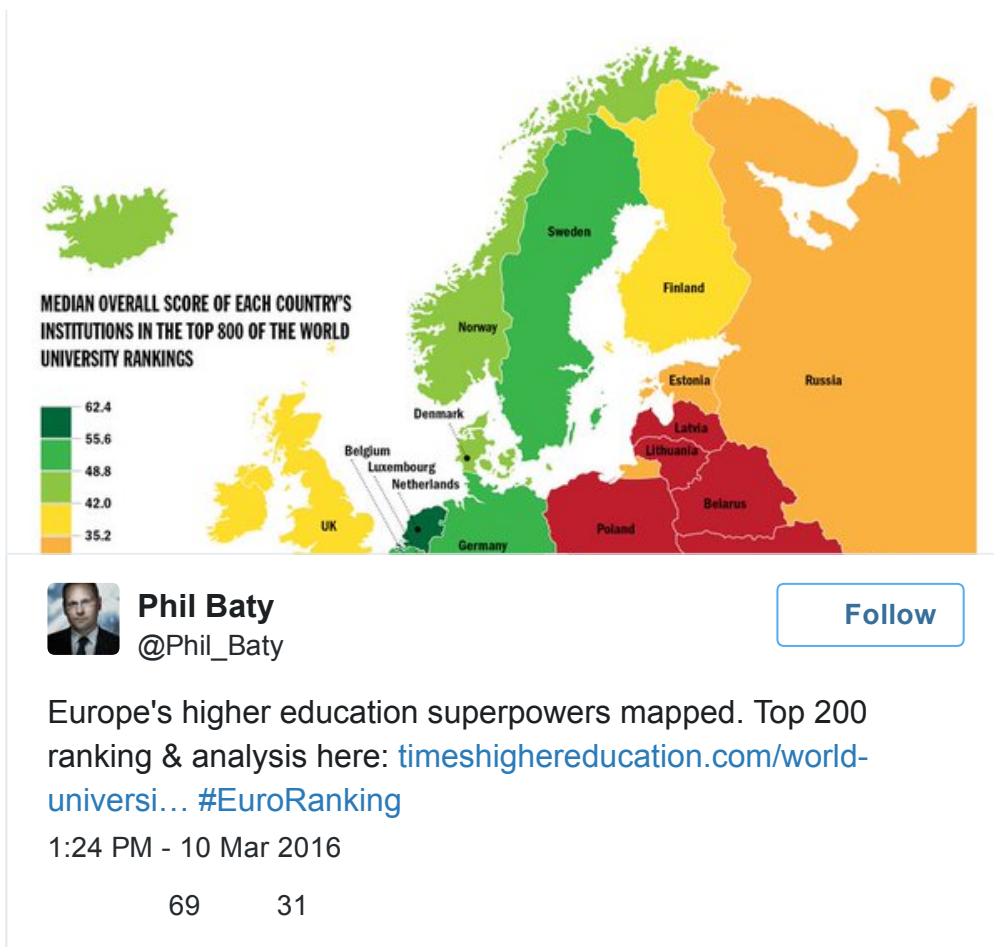 Sweden
Finland
MEDIAN OVERALL SCORE OF EACH COUNTRY'S
INSTITUTIONS IN THE TOP 800 OF THE WORLD
UNIVERSITY RANKINGS
Norway
Estonia
Russia
62.4
55.6
48.8
42.0
35.2
Denmark
Latvia
Lithuania
Belgium
Luxembourg
Netherlands
Belarus
UK
Poland
Germany
Phil Baty
@Phil_Baty
Follow
Europe's higher education superpowers mapped. Top 200
ranking & analysis here: timeshighereducation.com/world-
universi… #EuroRanking
1:24 PM - 10 Mar 2016
69 31